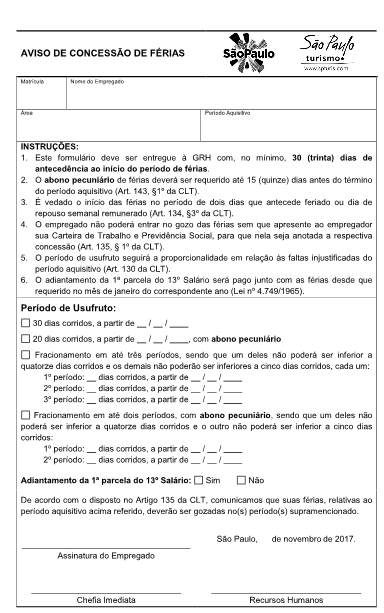 AVISO DE CONCESSÃO DE FÉRIAS
São Paulo
São Paulo
turismo
www.spturis.com
Matrícula
Nome do Empregado
Área
Período Aquisitivo
INSTRUÇÕES:
1. Este formulário deve ser entregue à GRH com, no mínimo, 30 (trinta) dias de
antecedência ao início do período de férias.
2. O abono pecuniário de férias deverá ser requerido até 15 (quinze) dias antes do término
do período aquisitivo (Art. 143, §1º da CLT).
3. É vedado o início das férias no período de dois dias que antecede feriado ou dia de
repouso semanal remunerado (Art. 134, §3º da CLT).
4. O empregado não poderá entrar no gozo das férias sem que apresente ao empregador
sua Carteira de Trabalho e Previdência Social, para que nela seja anotada a respectiva
concessão (Art. 135, § 1º da CLT).
5. O período de usufruto seguirá a proporcionalidade em relação às faltas injustificadas do
período aquisitivo (Art. 130 da CLT).
6. O adiantamento da 1ª parcela do 13º Salário será pago junto com as férias desde que
requerido no mês de janeiro do correspondente ano (Lei nº 4.749/1965).
Período de Usufruto:
30 dias corridos, a partir de __ / __ / ____
20 dias corridos, a partir de __ / __ / ____, com abono pecuniário
Fracionamento em até três períodos, sendo que um deles não poderá ser inferior a
quatorze dias corridos e os demais não poderão ser inferiores a cinco dias corridos, cada um:
1º período: __ dias corridos, a partir de __ / __ / ____
2º período: __ dias corridos, a partir de __ / __ / ____
3º período: __ dias corridos, a partir de __ / __ / ____
Fracionamento em até dois períodos, com abono pecuniário, sendo que um deles não
poderá ser inferior a quatorze dias corridos e o outro não poderá ser inferior a cinco dias
corridos:
1º período: __ dias corridos, a partir de __ / __ / ____
2º período: __ dias corridos, a partir de __ / __ / ____
Adiantamento da 1ª parcela do 13º Salário: Sim Não
De acordo com o disposto no Artigo 135 da CLT, comunicamos que suas férias, relativas ao
período aquisitivo acima referido, deverão ser gozadas no(s) período(s) supramencionado.
São Paulo, de novembro de 2017.
Assinatura do Empregado
Chefia Imediata
Recursos Humanos